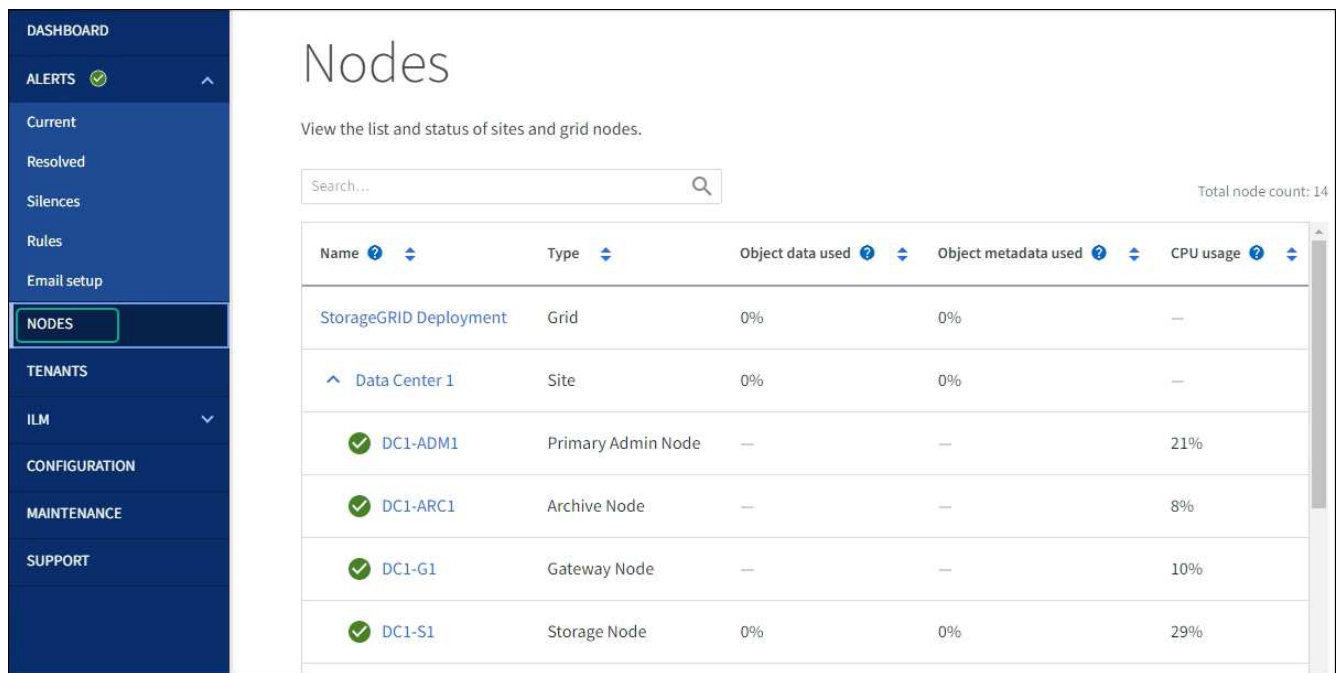 DASHBOARD
ALERTS
Current
Resolved
Silences
Rules
Email setup
NODES
TENANTS
ILM
CONFIGURATION
MAINTENANCE
SUPPORT
Nodes
View the list and status of sites and grid nodes.
Search...
Total node count: 14
Name ? Type Object data used ? Object metadata used ? CPU usage ?
StorageGRID Deployment Grid 0% 0% —
Data Center 1 Site 0% 0% —
DC1-ADM1 Primary Admin Node — — 21%
DC1-ARC1 Archive Node — — 8%
DC1-G1 Gateway Node — — 10%
DC1-S1 Storage Node 0% 0% 29%